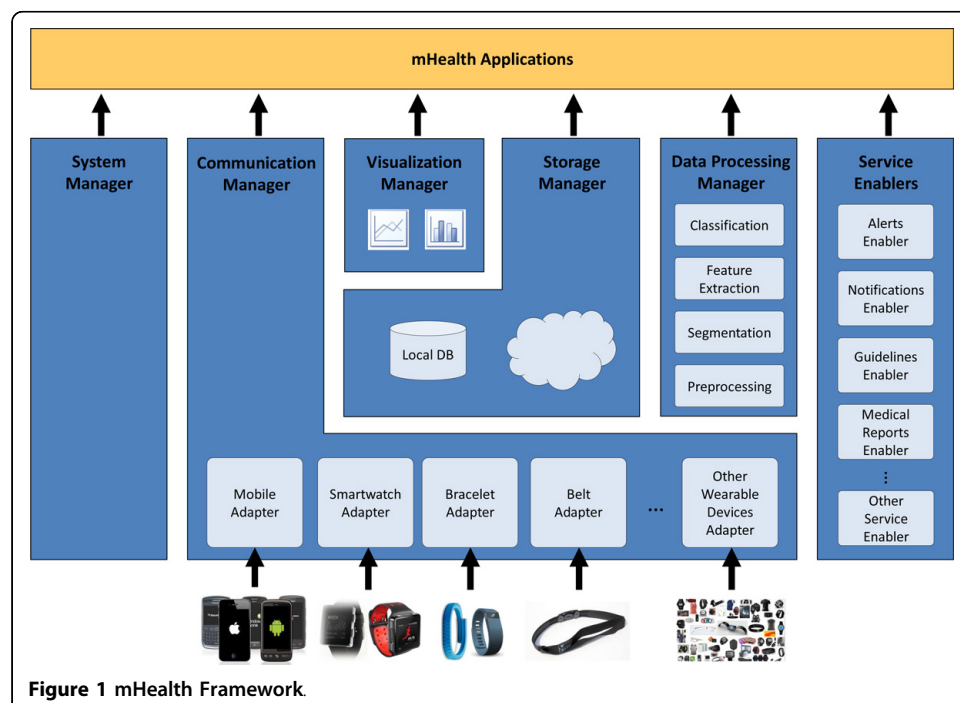 mHealth Applications
System
Manager
Communication
Manager
Visualization
Manager
Storage
Manager
Data Processing
Manager
Service
Enablers
Classification
Feature
Extraction
Segmentation
Preprocessing
Alerts
Enabler
Notifications
Enabler
Guidelines
Enabler
Medical
Reports
Enabler
...
Other
Service
Enabler
Local DB
Mobile
Adapter
Smartwatch
Adapter
Bracelet
Adapter
Belt
Adapter
...
Other
Wearable
Devices
Adapter
Figure 1 mHealth Framework.